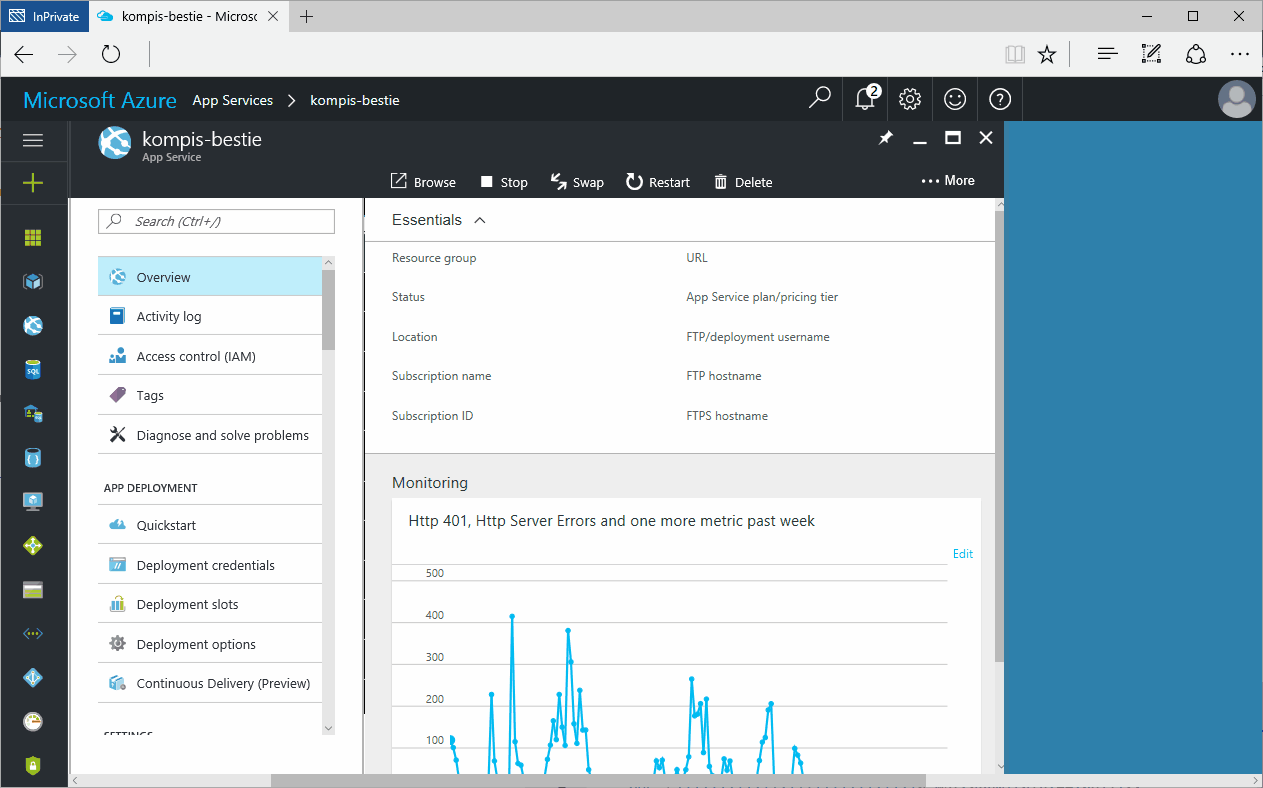 InPrivate
kompis-bestie - Microsc
Microsoft Azure App Services kompis-bestie
2
kompis-bestie
App Service
Browse Stop Swap Restart Delete More
Search (Ctrl+/)
Overview
Activity log
Access control (IAM)
Tags
Diagnose and solve problems
APP DEPLOYMENT
Quickstart
Deployment credentials
Deployment slots
Deployment options
Continuous Delivery (Preview)
SETTINGS
SQL
Essentials
Resource group
URL
Status
App Service plan/pricing tier
Location
FTP/deployment username
Subscription name
FTP hostname
Subscription ID
FTPS hostname
Monitoring
Http 401, Http Server Errors and one more metric past week
Edit
500
400
300
200
100